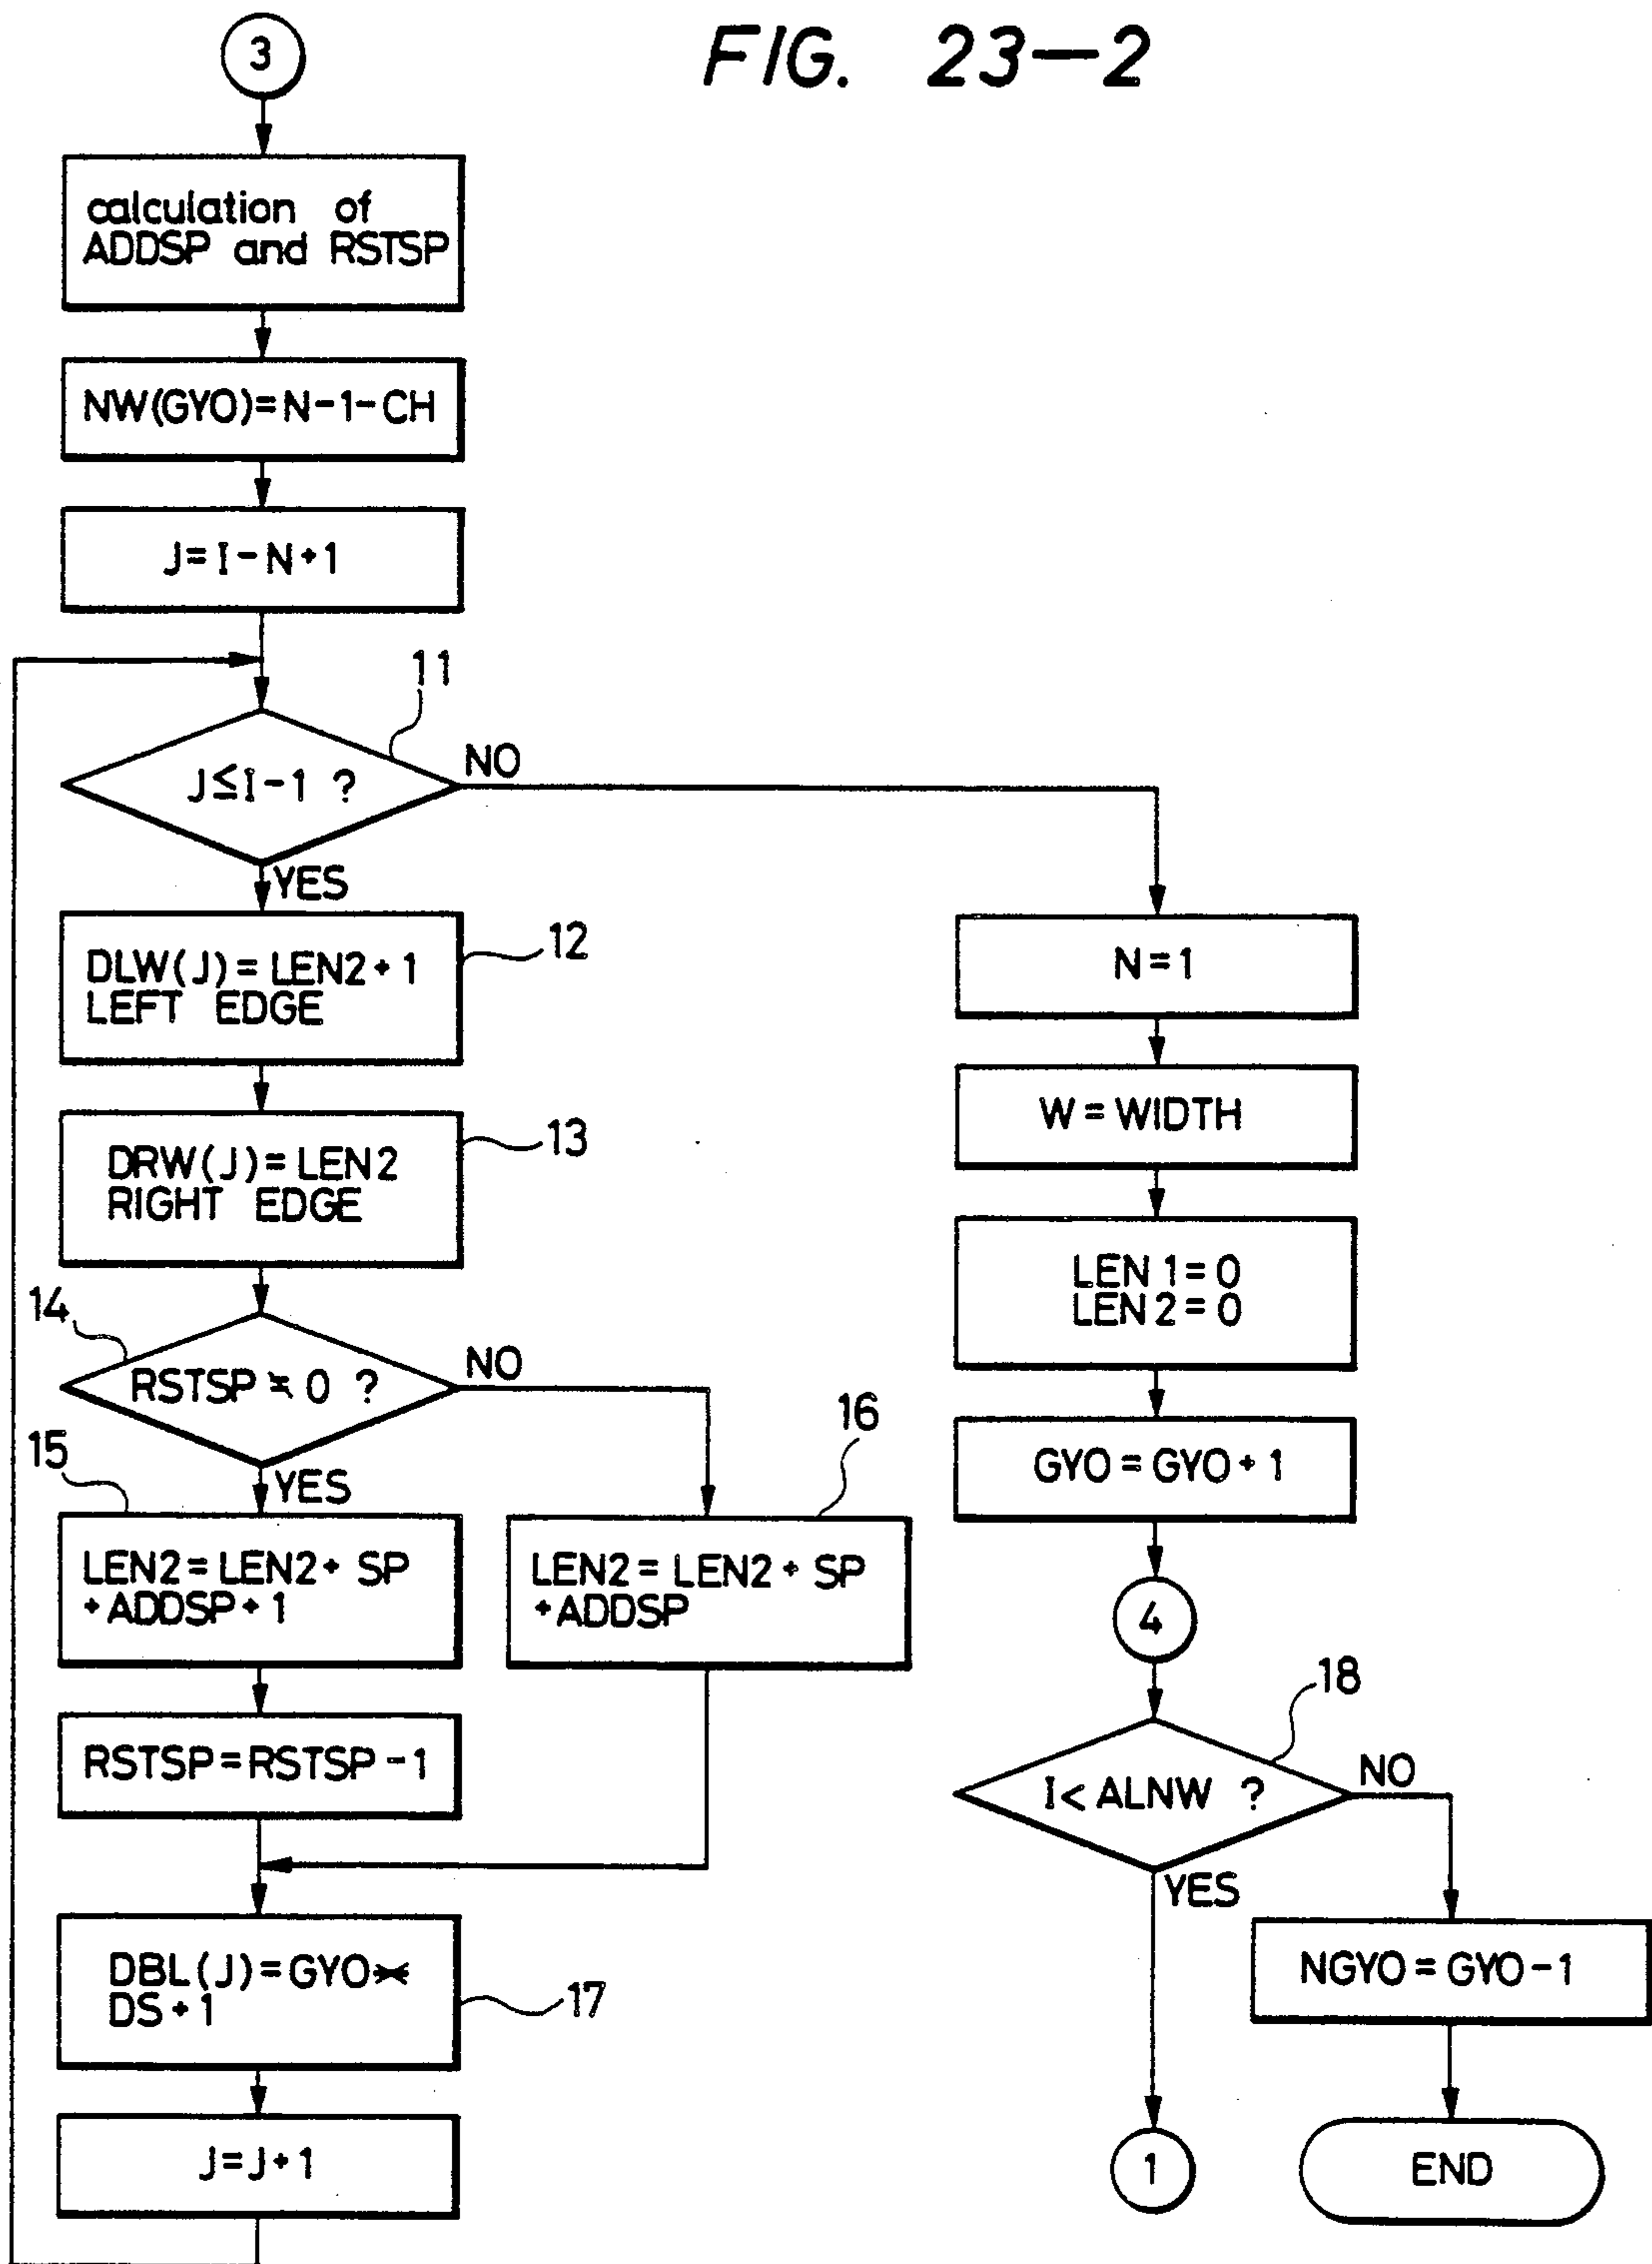 FIG. 23—2
3
calculation of
ADDSP and RSTSP
NW(GYO)=N-1-CH
J=I-N+1
11
J≦I-1 ?
NO
YES
DLW(J)=LEN2+1
LEFT EDGE
12
DRW(J)=LEN2
RIGHT EDGE
13
14
RSTSP ≠ 0 ?
NO
YES
15
LEN2=LEN2+ SP
+ADDSP+1
16
LEN2=LEN2+ SP
+ADDSP
RSTSP=RSTSP-1
DBL(J)=GYO*
DS+1
17
J=J+1
N=1
W=WIDTH
LEN1=0
LEN2=0
GYO=GYO+1
4
18
I<ALNW ?
NO
YES
NGYO=GYO-1
1
END